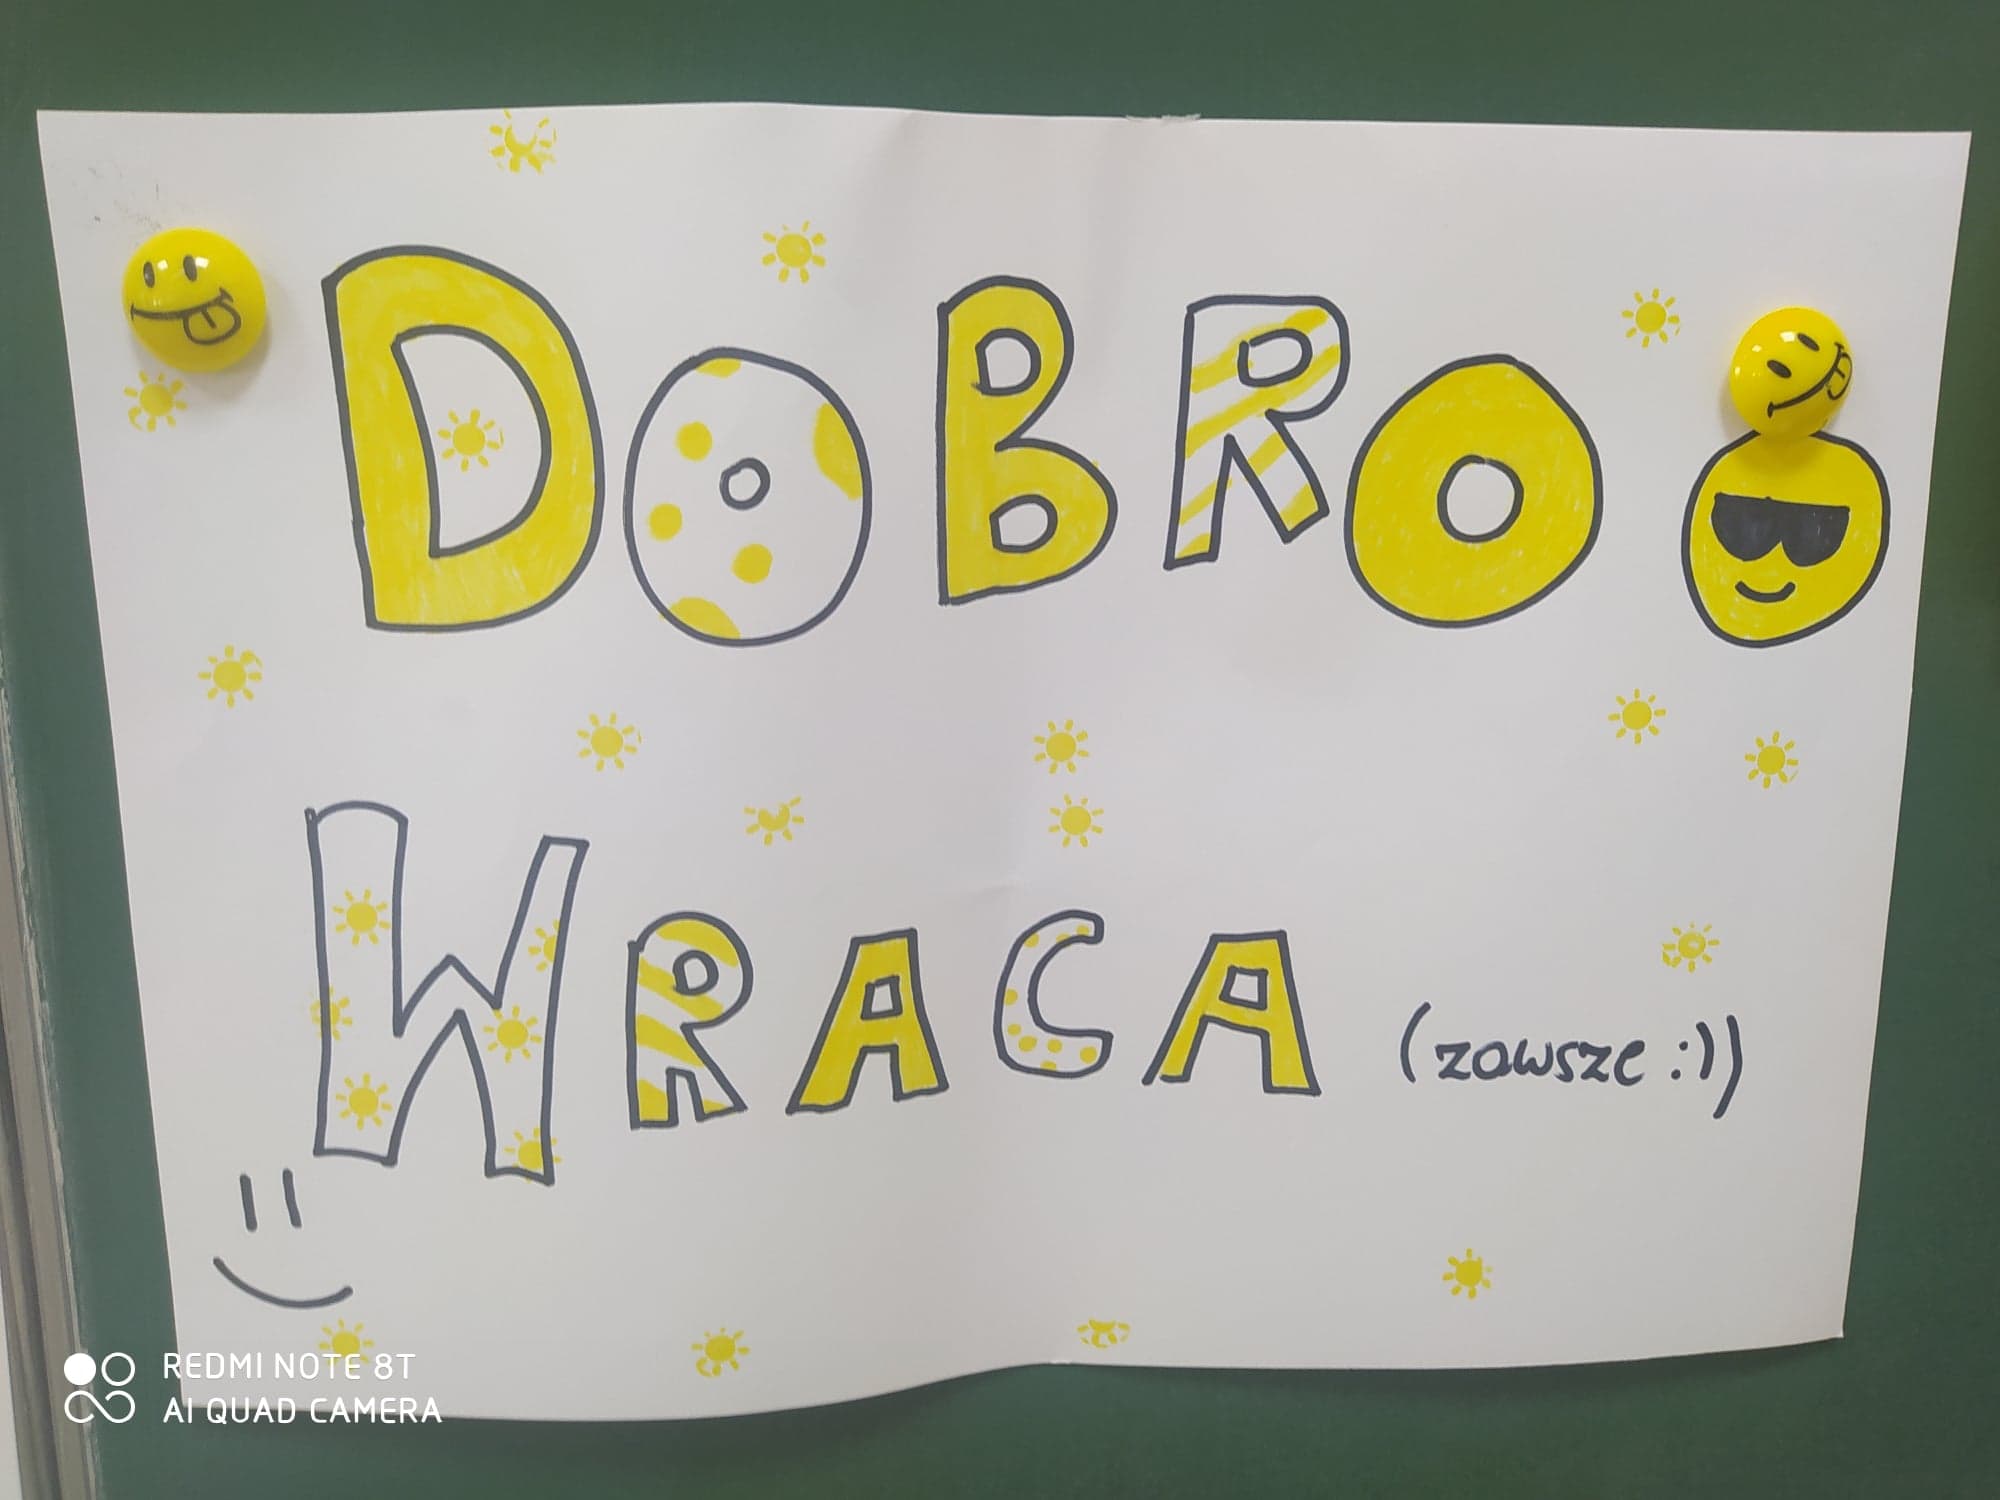 DOBRO
WRACA (zawsze :))
REDMI NOTE 8T
AI QUAD CAMERA